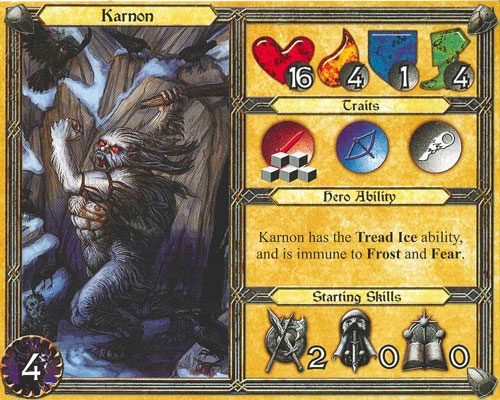 Karnon
16 4 1 4
Traits
Hero Ability
Karnon has the Tread Ice ability,
and is immune to Frost and Fear.
Starting Skills
4
2 0 0